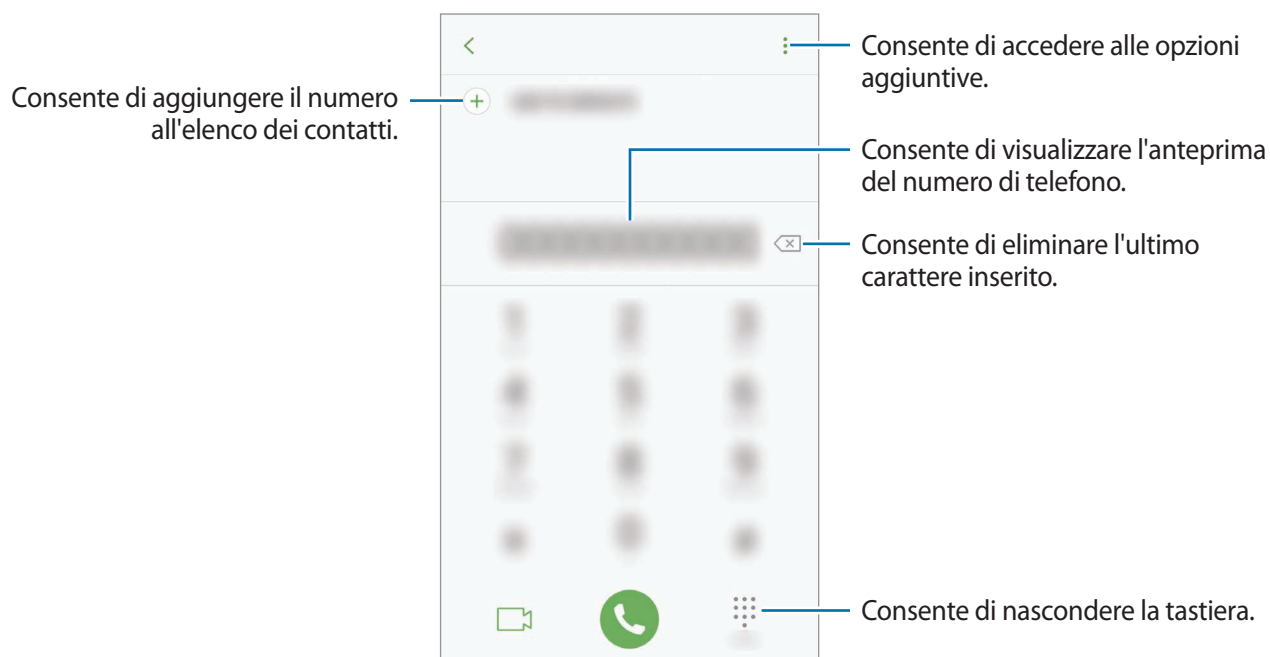 Consente di accedere alle opzioni
aggiuntive.
Consente di aggiungere il numero
all'elenco dei contatti.
Consente di visualizzare l'anteprima
del numero di telefono.
Consente di eliminare l'ultimo
carattere inserito.
Consente di nascondere la tastiera.